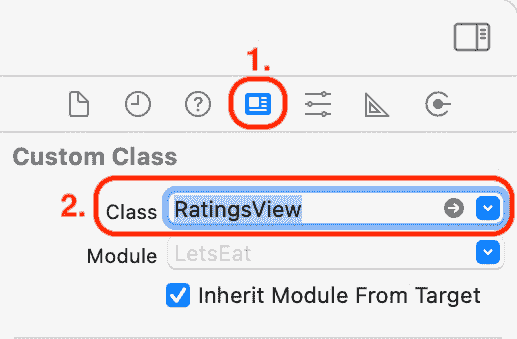 1.
Custom Class
2. Class RatingsView
Module LetsEat
Inherit Module From Target